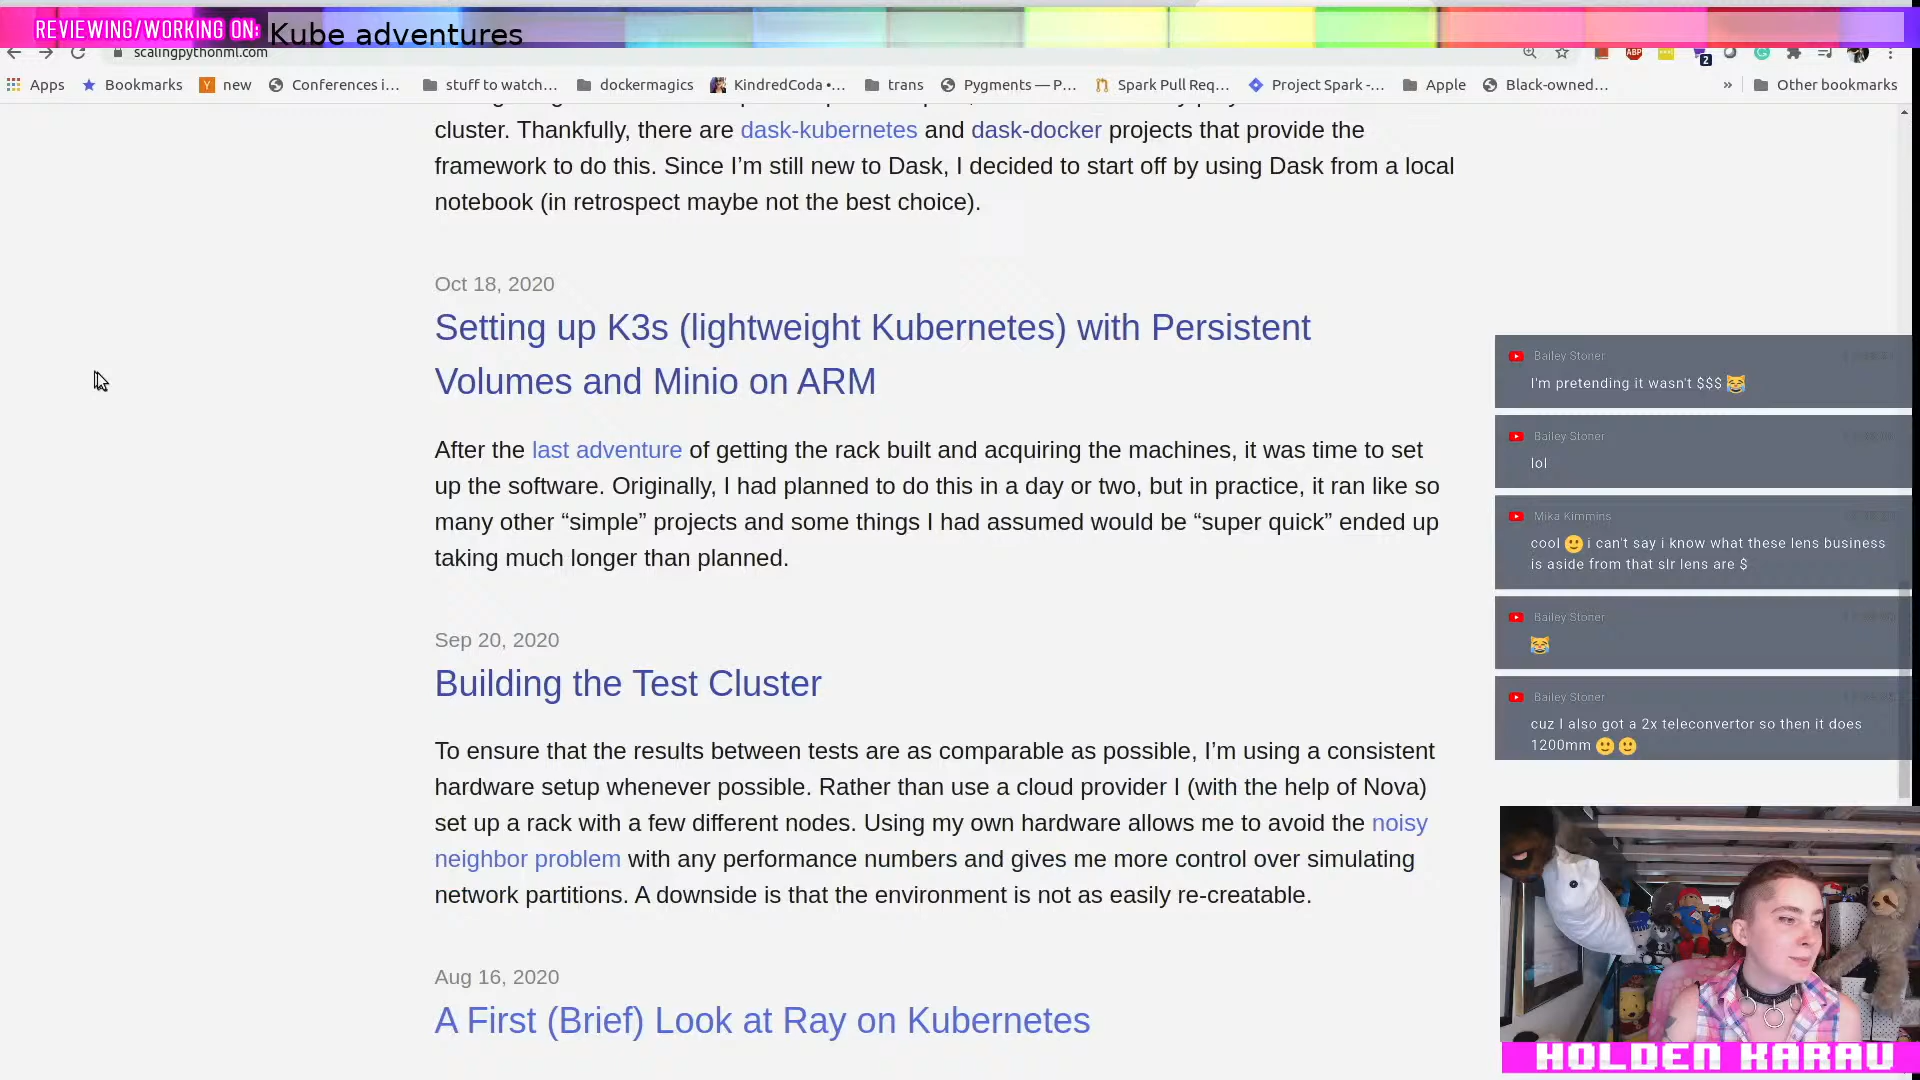 REVIEWING/WORKING ON:
Kube adventures
scalingpythonml.com
ABP
2
Apps
Bookmarks
Y
new
Conferences i...
stuff to watch...
dockermagics
KindredCoda •...
trans
Pygments — P...
Spark Pull Req...
Project Spark -...
Apple
Black-owned...
»
Other bookmarks
cluster. Thankfully, there are dask-kubernetes and dask-docker projects that provide the
framework to do this. Since I’m still new to Dask, I decided to start off by using Dask from a local
notebook (in retrospect maybe not the best choice).
Oct 18, 2020
Setting up K3s (lightweight Kubernetes) with Persistent
Volumes and Minio on ARM
After the last adventure of getting the rack built and acquiring the machines, it was time to set
up the software. Originally, I had planned to do this in a day or two, but in practice, it ran like so
many other “simple” projects and some things I had assumed would be “super quick” ended up
taking much longer than planned.
Sep 20, 2020
Building the Test Cluster
To ensure that the results between tests are as comparable as possible, I’m using a consistent
hardware setup whenever possible. Rather than use a cloud provider I (with the help of Nova)
set up a rack with a few different nodes. Using my own hardware allows me to avoid the noisy
neighbor problem with any performance numbers and gives me more control over simulating
network partitions. A downside is that the environment is not as easily re-creatable.
Aug 16, 2020
A First (Brief) Look at Ray on Kubernetes
Bailey Stoner
I'm pretending it wasn't $$$ 😹
Bailey Stoner
lol
Mika Kimmins
cool 🙂 i can't say i know what these lens business
is aside from that slr lens are $
Bailey Stoner
😹
Bailey Stoner
cuz I also got a 2x teleconvertor so then it does
1200mm 🙂 🙂
HOLDEN KARAU